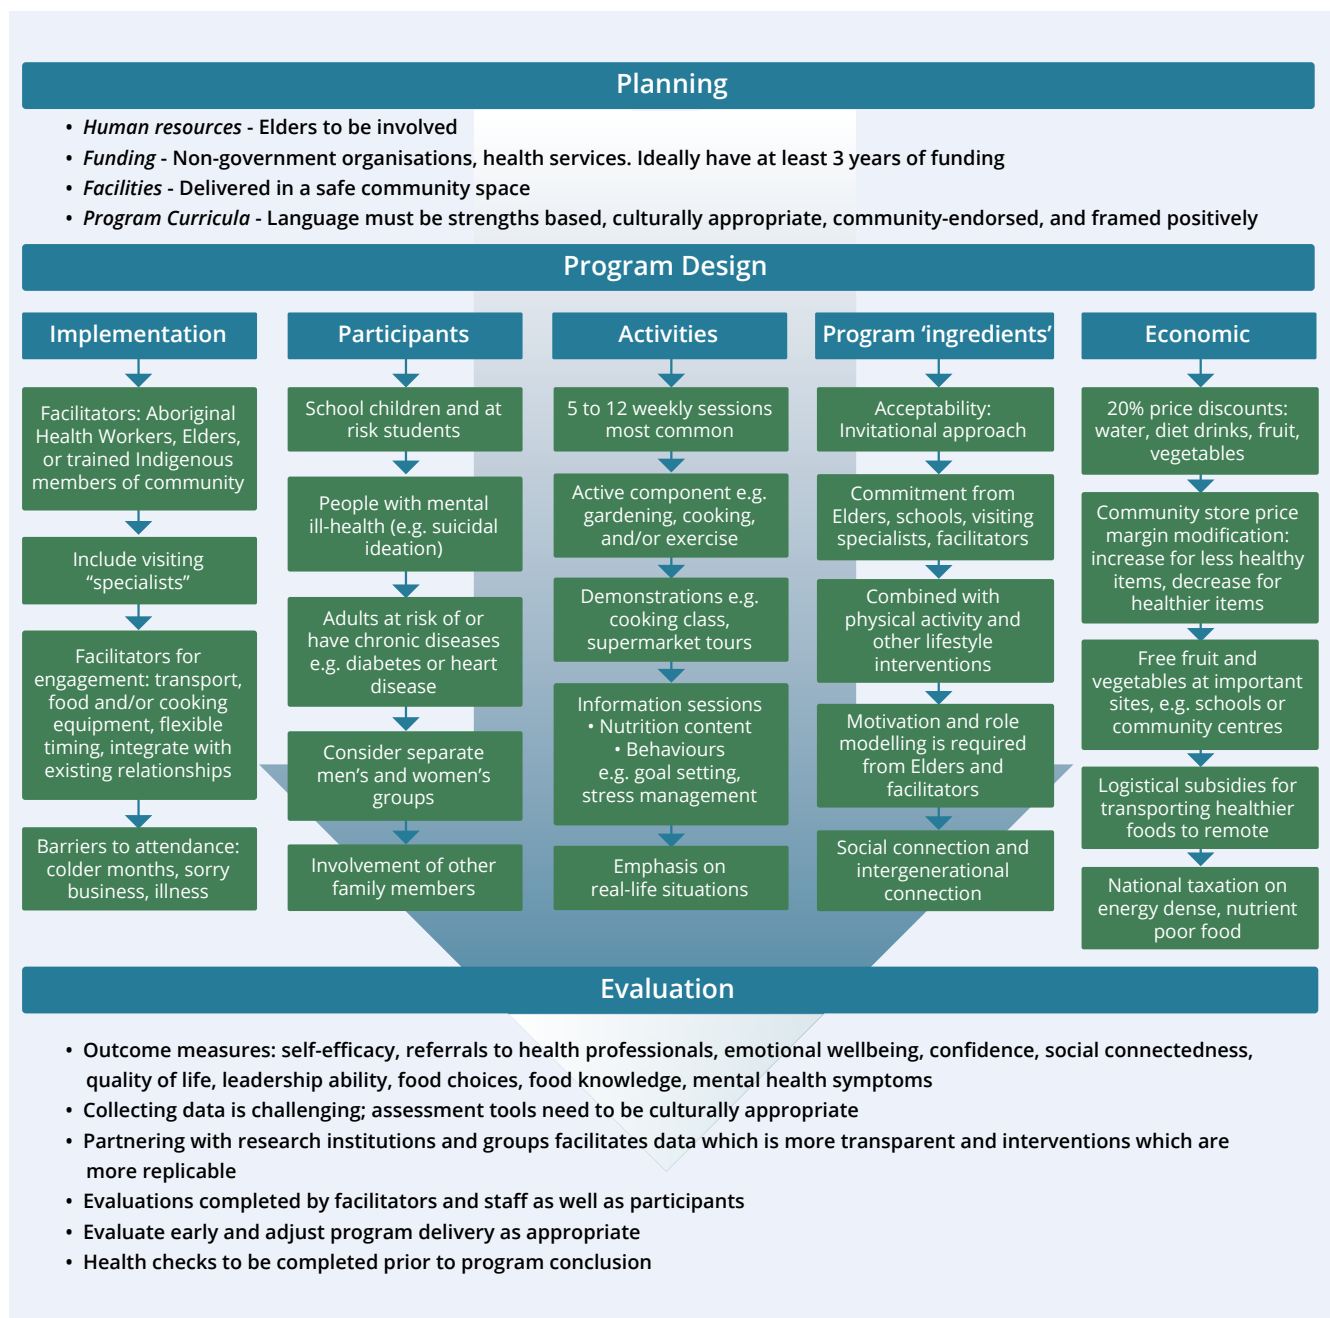 Planning
• Human resources - Elders to be involved
• Funding - Non-government organisations, health services. Ideally have at least 3 years of funding
• Facilities - Delivered in a safe community space
• Program Curricula - Language must be strengths based, culturally appropriate, community-endorsed, and framed positively
Program Design
Implementation
Facilitators: Aboriginal
Health Workers, Elders,
or trained Indigenous
members of community
Include visiting
“specialists”
Facilitators for
engagement: transport,
food and/or cooking
equipment, flexible
timing, integrate with
existing relationships
Barriers to attendance:
colder months, sorry
business, illness
Participants
School children and at
risk students
People with mental
ill-health (e.g. suicidal
ideation)
Adults at risk of or
have chronic diseases
e.g. diabetes or heart
disease
Consider separate
men’s and women’s
groups
Involvement of other
family members
Activities
5 to 12 weekly sessions
most common
Active component e.g.
gardening, cooking,
and/or exercise
Demonstrations e.g.
cooking class,
supermarket tours
Information sessions
• Nutrition content
• Behaviours
e.g. goal setting,
stress management
Emphasis on
real-life situations
Program ‘ingredients’
Acceptability:
Invitational approach
Commitment from
Elders, schools, visiting
specialists, facilitators
Combined with
physical activity and
other lifestyle
interventions
Motivation and role
modelling is required
from Elders and
facilitators
Social connection and
intergenerational
connection
Economic
20% price discounts:
water, diet drinks, fruit,
vegetables
Community store price
margin modification:
increase for less healthy
items, decrease for
healthier items
Free fruit and
vegetables at important
sites, e.g. schools or
community centres
Logistical subsidies for
transporting healthier
foods to remote
National taxation on
energy dense, nutrient
poor food
Evaluation
• Outcome measures: self-efficacy, referrals to health professionals, emotional wellbeing, confidence, social connectedness,
quality of life, leadership ability, food choices, food knowledge, mental health symptoms
• Collecting data is challenging; assessment tools need to be culturally appropriate
• Partnering with research institutions and groups facilitates data which is more transparent and interventions which are
more replicable
• Evaluations completed by facilitators and staff as well as participants
• Evaluate early and adjust program delivery as appropriate
• Health checks to be completed prior to program conclusion